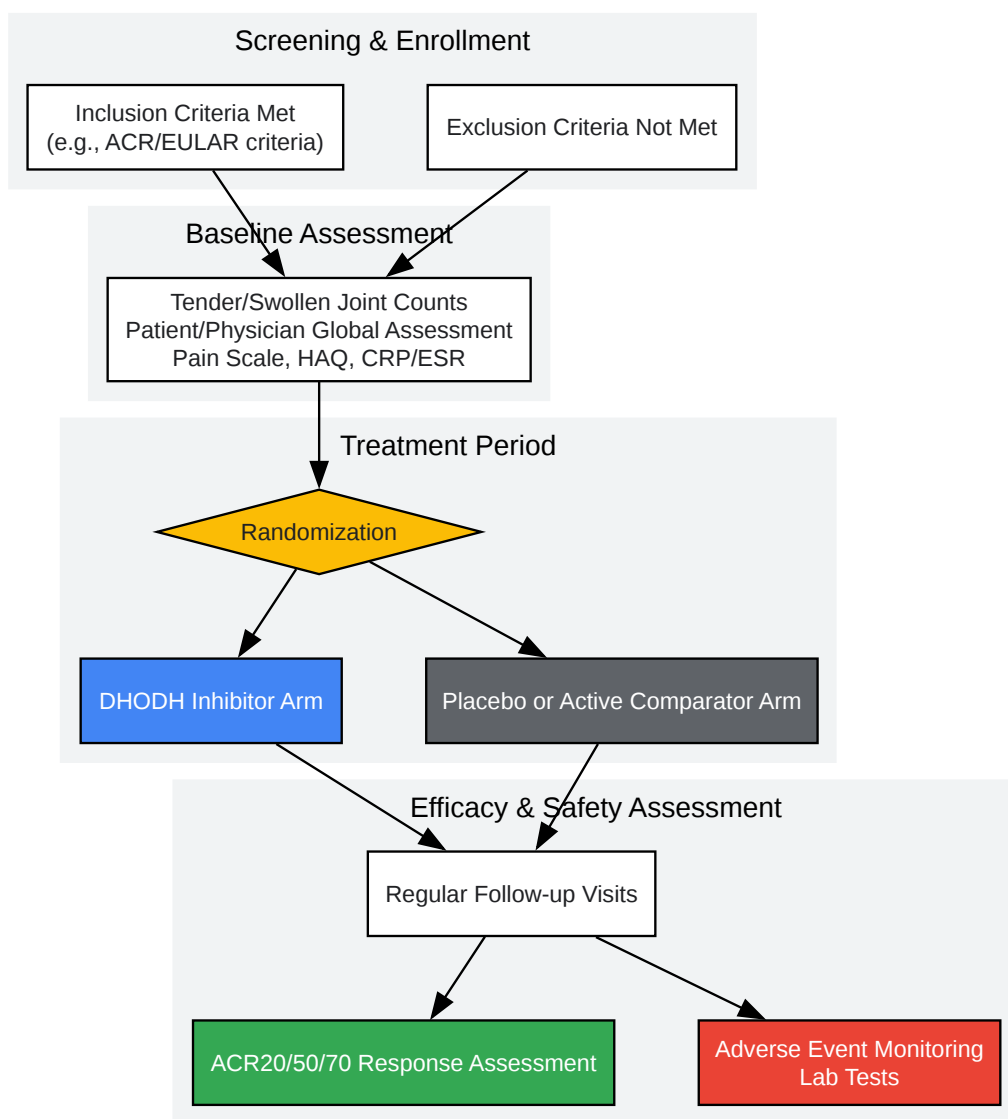 Screening & Enrollment
Inclusion Criteria Met
(e.g., ACR/EULAR criteria)
Exclusion Criteria Not Met
Baseline Assessment
Tender/Swollen Joint Counts
Patient/Physician Global Assessment
Pain Scale, HAQ, CRP/ESR
Treatment Period
Randomization
DHODH Inhibitor Arm
Placebo or Active Comparator Arm
Efficacy & Safety Assessment
Regular Follow-up Visits
ACR20/50/70 Response Assessment
Adverse Event Monitoring
Lab Tests